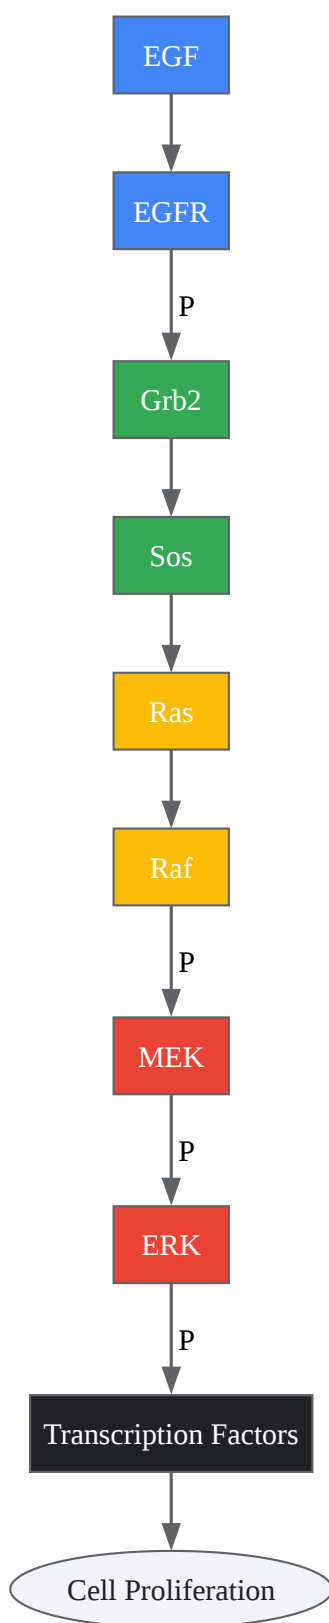 EGF
EGFR
P
Grb2
Sos
Ras
Raf
P
MEK
P
ERK
P
Transcription Factors
Cell Proliferation